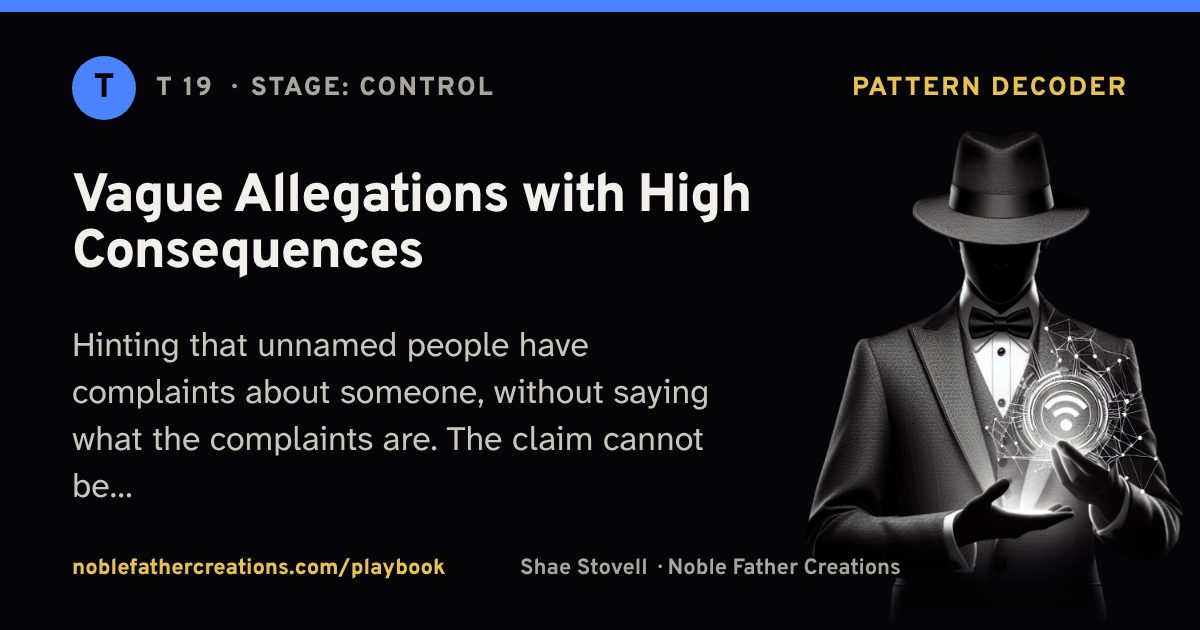 T
T 19 · STAGE: CONTROL
PATTERN DECODER
Vague Allegations with High
Consequences
Hinting that unnamed people have
complaints about someone, without saying
what the complaints are. The claim cannot
be...
noblefathercreations.com/playbook
Shae Stovell · Noble Father Creations